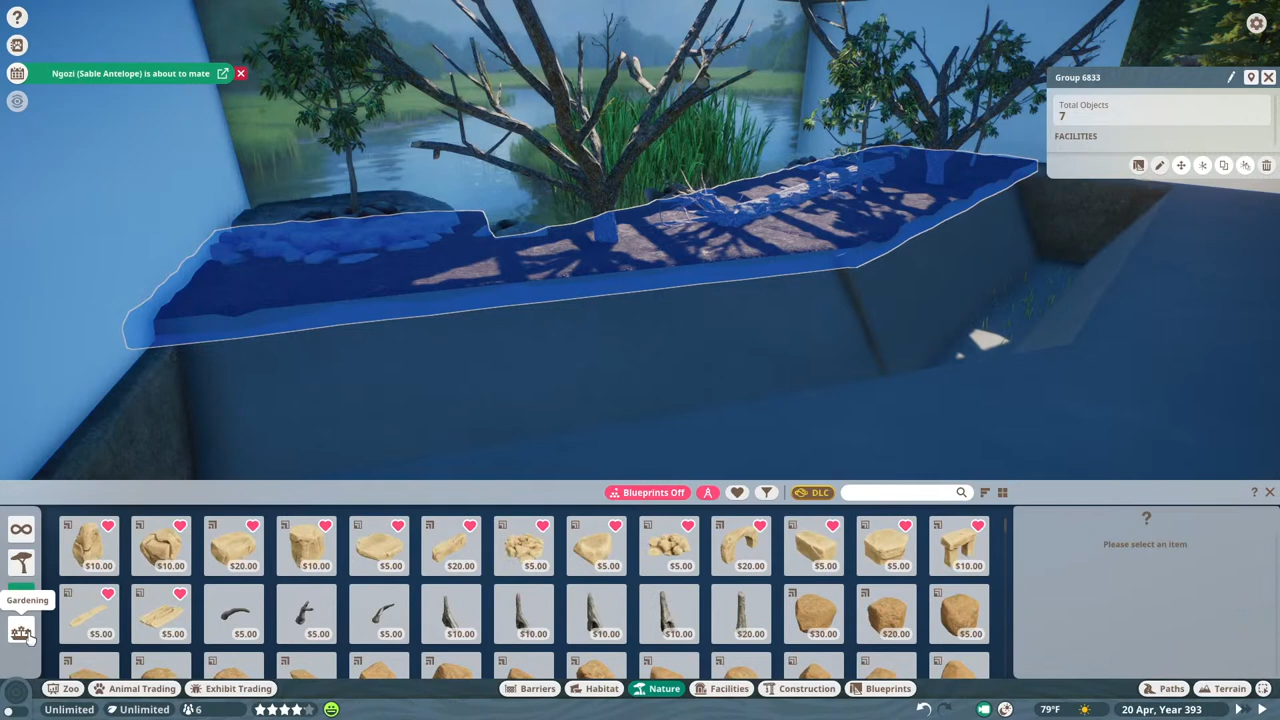 ?
Ngozi (Sable Antelope) is about to mate
Group 6833
Total Objects
7
FACILITIES
Blueprints Off
DLC
?
$10.00 $10.00 $20.00 $10.00 $5.00 $20.00 $5.00 $5.00 $5.00 $20.00 $5.00 $5.00 $10.00
?
Please select an item
Gardening
$5.00 $5.00 $5.00 $5.00 $5.00 $10.00 $10.00 $10.00 $10.00 $20.00 $30.00 $20.00 $5.00
Zoo Animal Trading Exhibit Trading Barriers Habitat Nature Facilities Construction Blueprints Paths Terrain
Unlimited Unlimited 6 79°F 20 Apr, Year 393